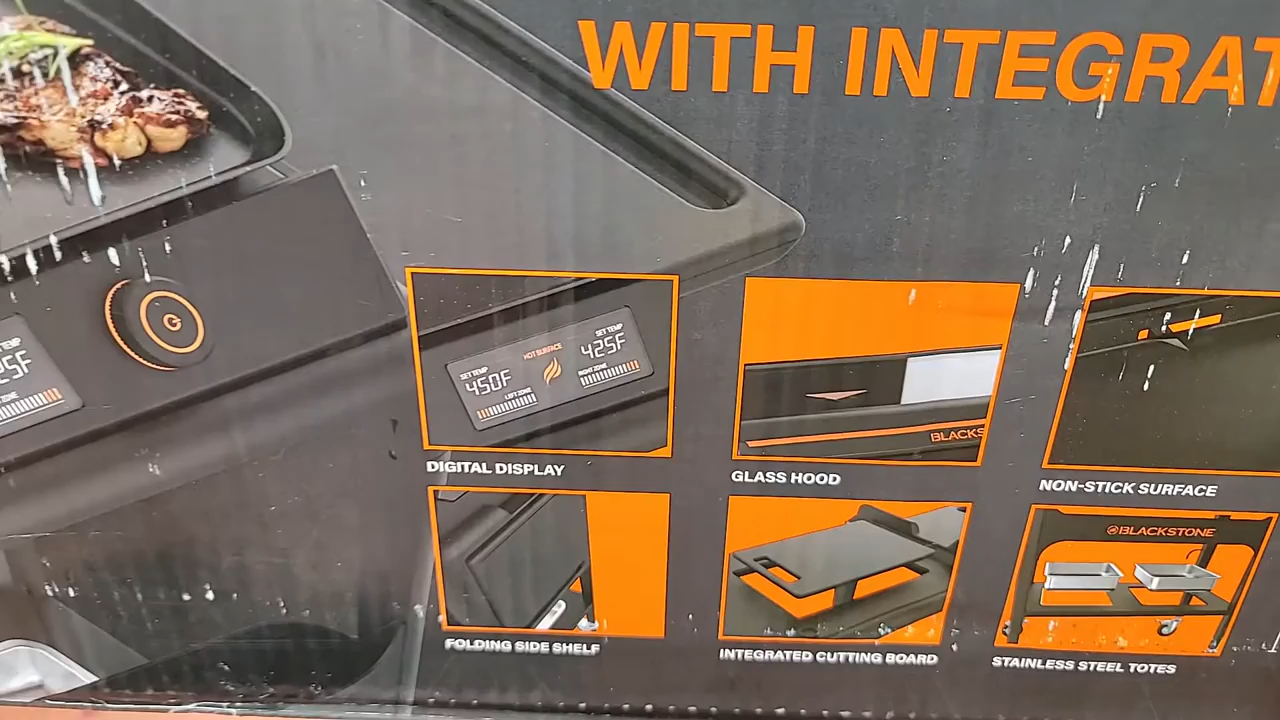 WITH INTEGRAT
SET TEMP
425F
RIGHT ZONE
HOT SURFACE
SET TEMP
450F
LEFT ZONE
BLACKS
DIGITAL DISPLAY
GLASS HOOD
NON-STICK SURFACE
BLACKSTONE
FOLDING SIDE SHELF
INTEGRATED CUTTING BOARD
STAINLESS STEEL TOTES